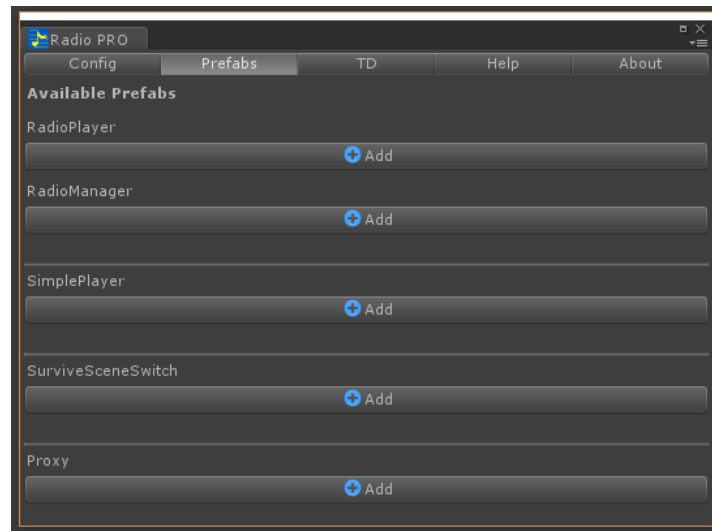 Radio PRO
Config Prefabs TD Help About
Available Prefabs
RadioPlayer
Add
RadioManager
Add
SimplePlayer
Add
SurviveSceneSwitch
Add
Proxy
Add